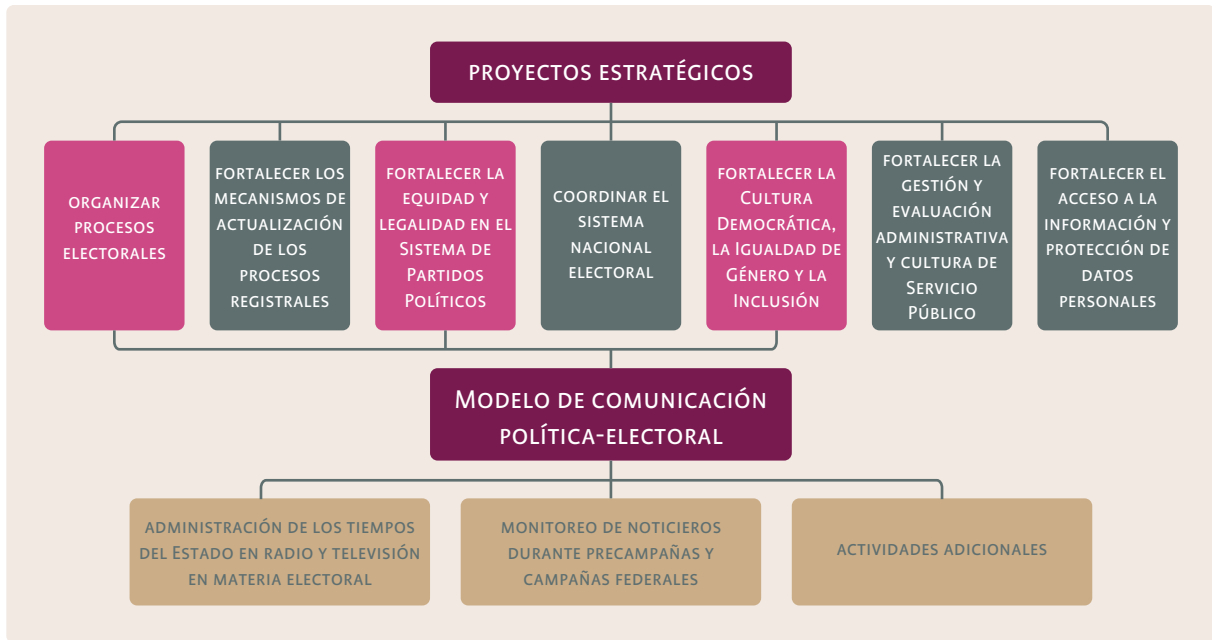 PROYECTOS ESTRATÉGICOS
ORGANIZAR
PROCESOS
ELECTORALES
FORTALECER LOS
MECANISMOS DE
ACTUALIZACIÓN
DE LOS
PROCESOS
REGISTRALES
FORTALECER LA
EQUIDAD Y
LEGALIDAD EN EL
SISTEMA DE
PARTIDOS
POLÍTICOS
COORDINAR EL
SISTEMA
NACIONAL
ELECTORAL
FORTALECER LA
CULTURA
DEMOCRÁTICA,
LA IGUALDAD DE
GÉNERO Y LA
INCLUSIÓN
FORTALECER LA
GESTIÓN Y
EVALUACIÓN
ADMINISTRATIVA
Y CULTURA DE
SERVICIO
PÚBLICO
FORTALECER EL
ACCESO A LA
INFORMACIÓN Y
PROTECCIÓN DE
DATOS
PERSONALES
MODELO DE COMUNICACIÓN
POLÍTICA-ELECTORAL
ADMINISTRACIÓN DE LOS TIEMPOS
DEL ESTADO EN RADIO Y TELEVISIÓN
EN MATERIA ELECTORAL
MONITOREO DE NOTICIEROS
DURANTE PRECAMPAÑAS Y
CAMPAÑAS FEDERALES
ACTIVIDADES ADICIONALES